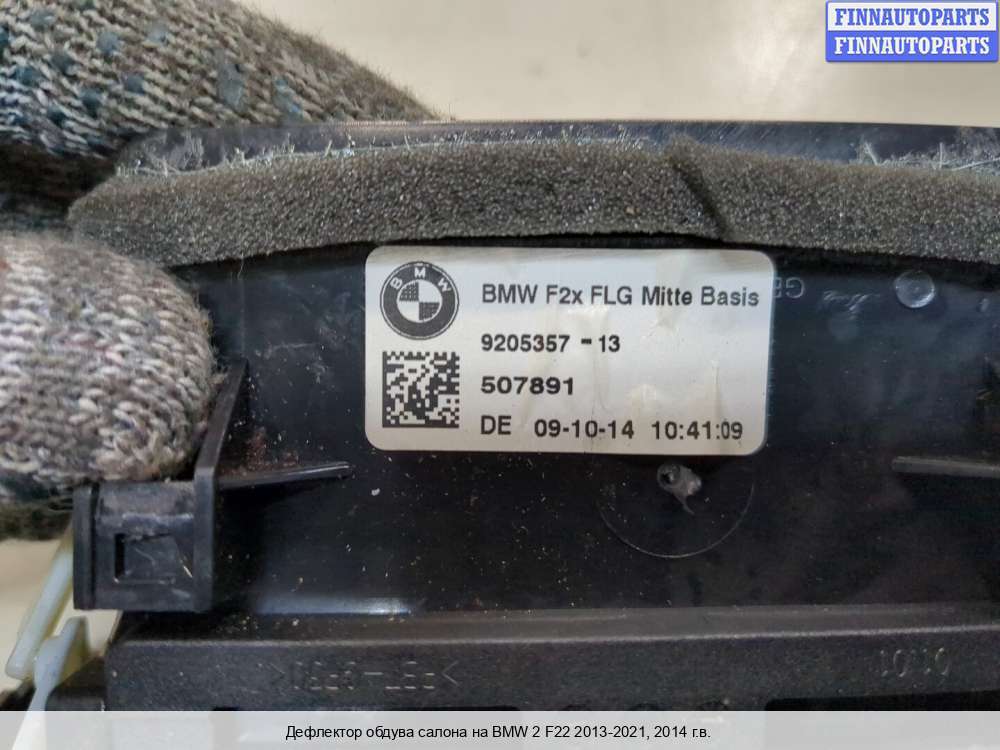 FINNAUTOPARTS
FINNAUTOPARTS
BMW
BMW F2x FLG Mitte Basis
9205357 - 13
507891
DE 09-10-14 10:41:09
Дефлектор обдува салона на BMW 2 F22 2013-2021, 2014 г.в.